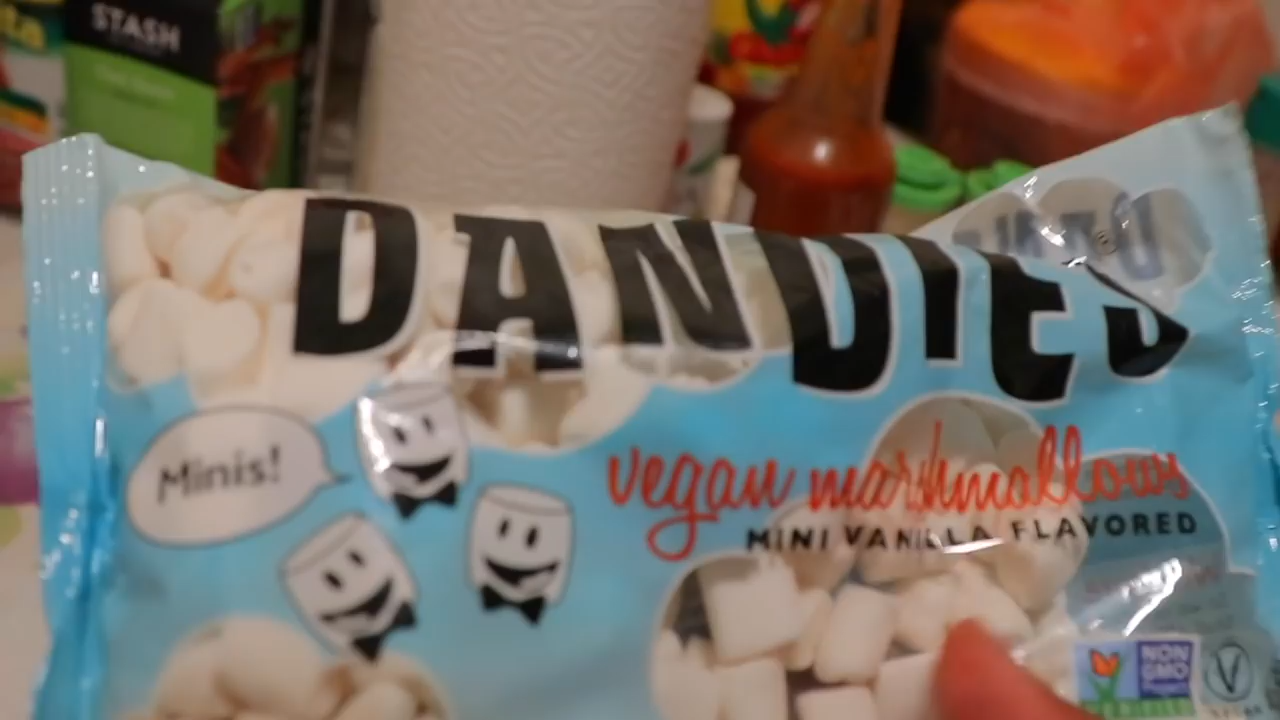 STASH
DANDIES
Minis!
vegan marshmallows
MINI VANILLA FLAVORED
NON
GMO
V